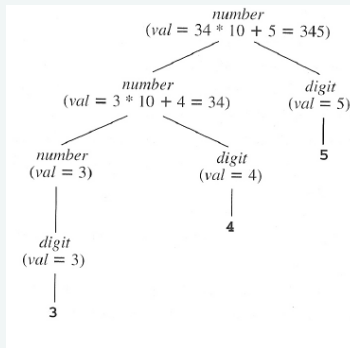 number
(val = 34 * 10 + 5 = 345)
number
(val = 3 * 10 + 4 = 34)
digit
(val = 5)
number
(val = 3)
digit
(val = 4)
5
4
digit
(val = 3)
3